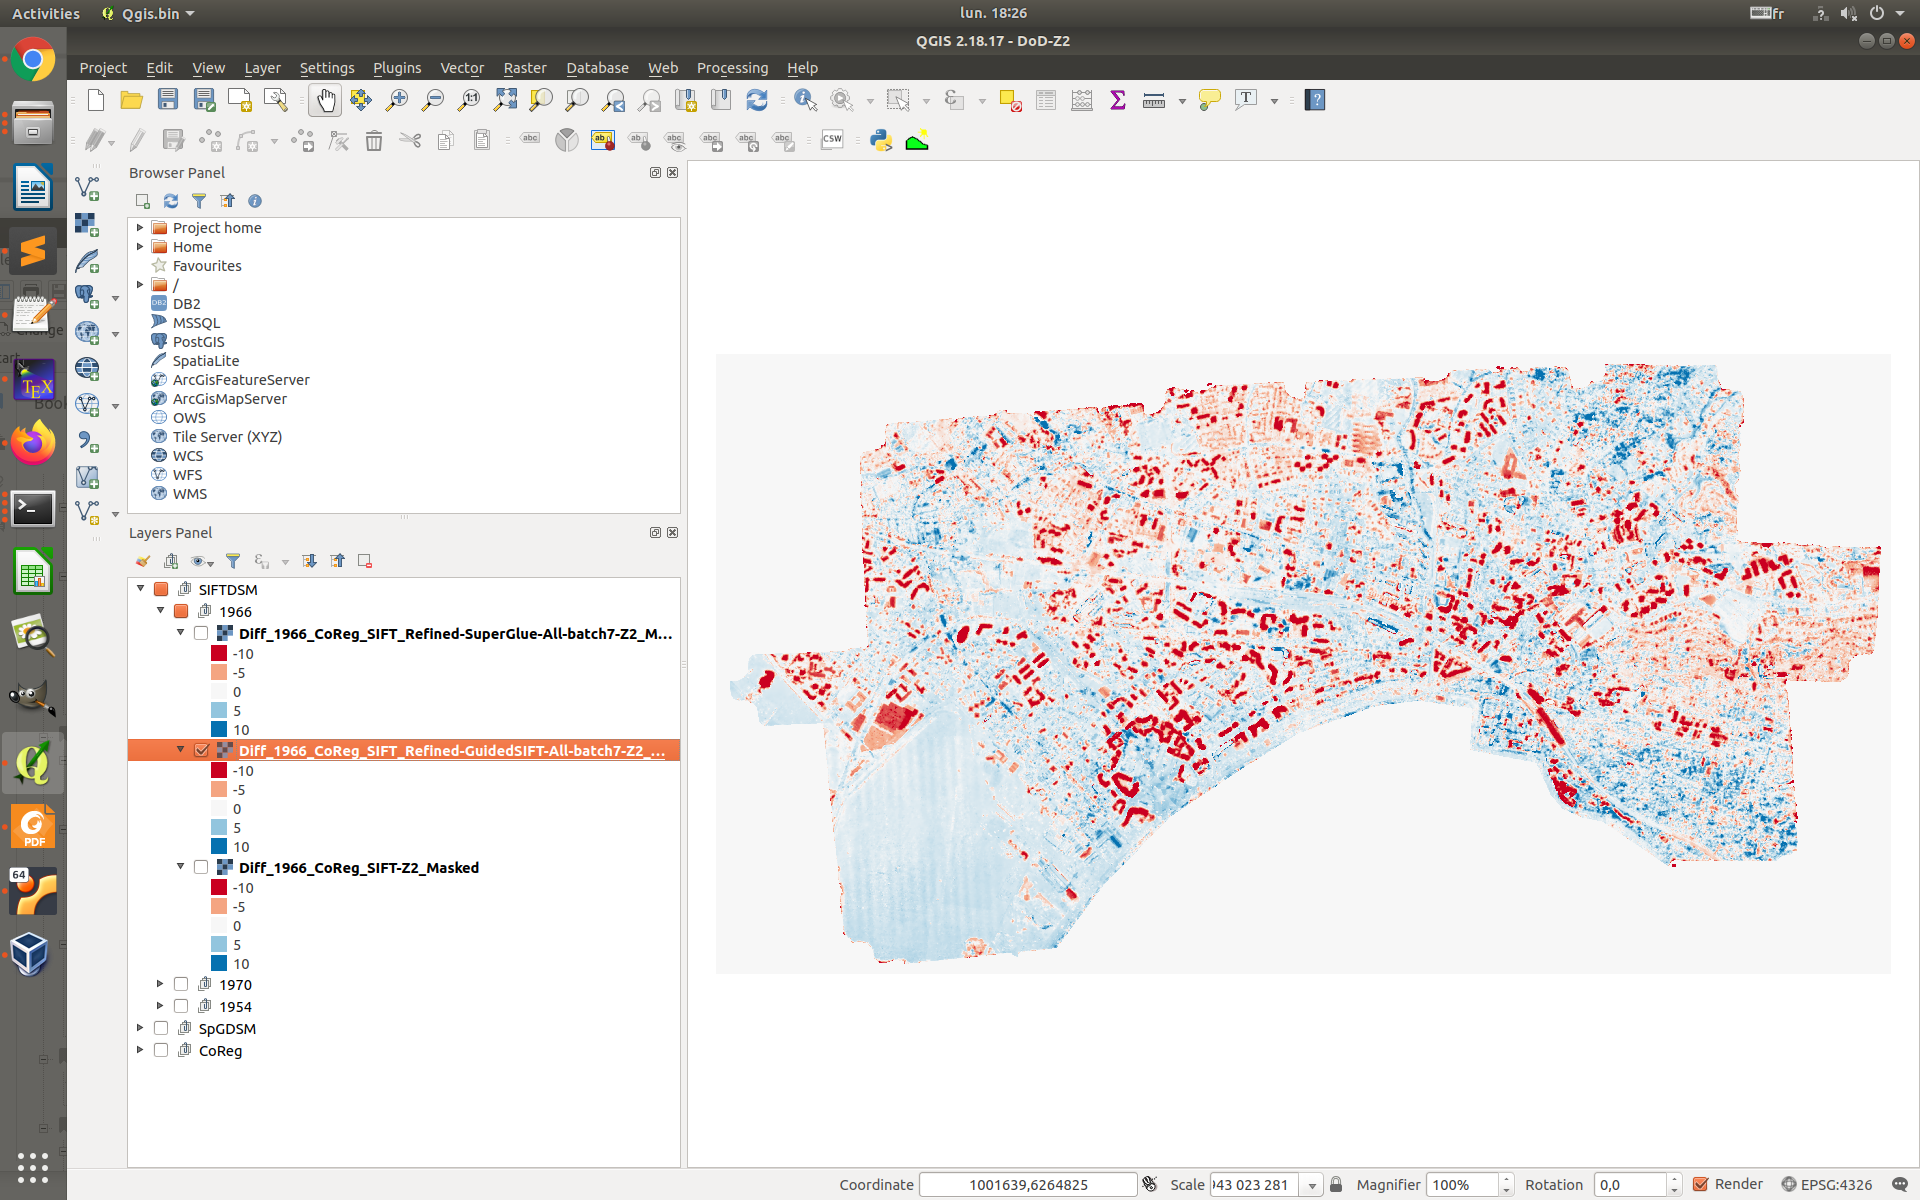 Activities Qgis.bin lun. 18:26 fr
QGIS 2.18.17 - DoD-Z2
Project Edit View Layer Settings Plugins Vector Raster Database Web Processing Help
Browser Panel
Project home
Home
Favourites
/
DB2
MSSQL
PostGIS
SpatiaLite
ArcGisFeatureServer
ArcGisMapServer
OWS
Tile Server (XYZ)
WCS
WFS
WMS
Layers Panel
SIFTDSM
1966
Diff_1966_CoReg_SIFT_Refined-SuperGlue-All-batch7-Z2_M...
-10
-5
0
5
10
Diff_1966_CoReg_SIFT_Refined-GuidedSIFT-All-batch7-Z2_...
-10
-5
0
5
10
Diff_1966_CoReg_SIFT-Z2_Masked
-10
-5
0
5
10
1970
1954
SpGDSM
CoReg
Coordinate 1001639,6264825 Scale 43 023 281 Magnifier 100% Rotation 0,0 Render EPSG:4326